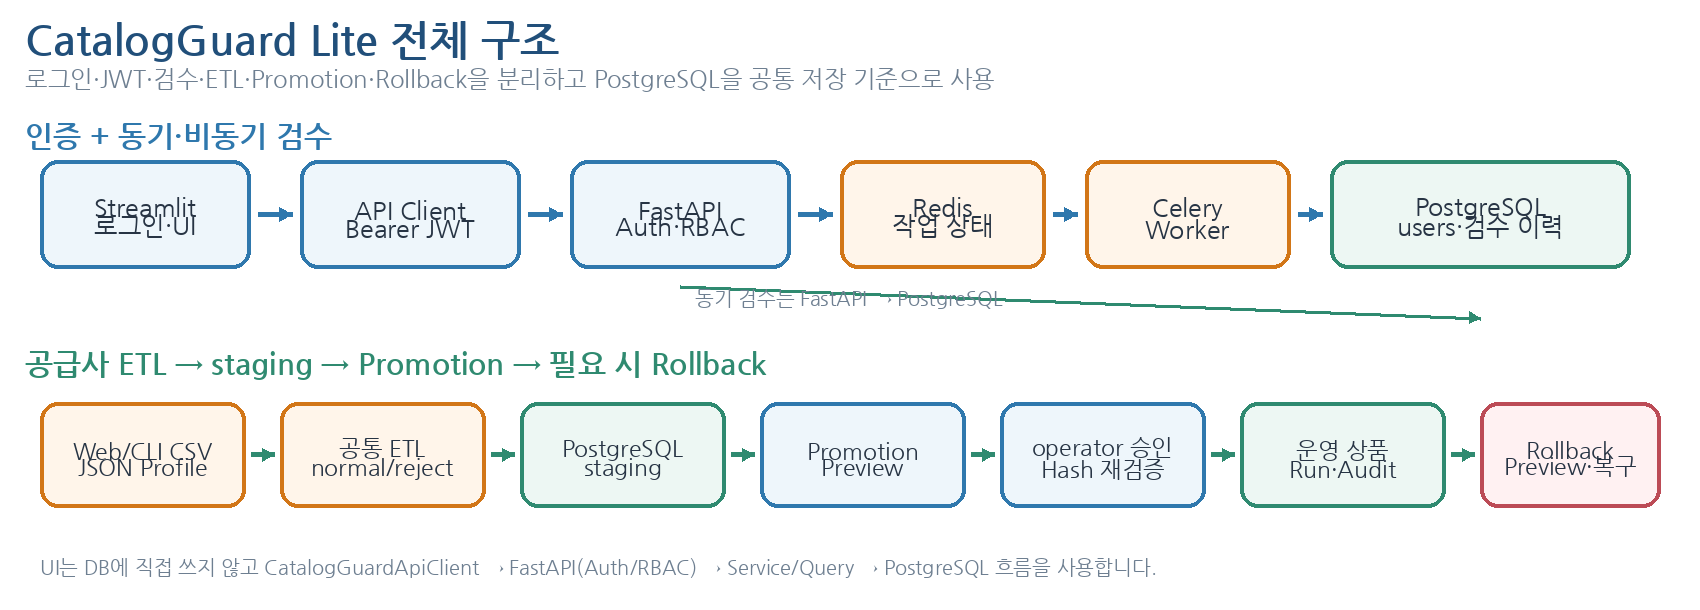 CatalogGuard Lite 전체 구조
로그인·JWT·검수·ETL·Promotion·Rollback을 분리하고 PostgreSQL을 공통 저장 기준으로 사용
인증 + 동기·비동기 검수
Streamlit
로그인·UI
API Client
Bearer JWT
FastAPI
Auth·RBAC
Redis
작업 상태
Celery
Worker
PostgreSQL
users·검수 이력
동기 검수는 FastAPI → PostgreSQL
공급사 ETL → staging → Promotion → 필요 시 Rollback
Web/CLI CSV
JSON Profile
공통 ETL
normal/reject
PostgreSQL
staging
Promotion
Preview
operator 승인
Hash 재검증
운영 상품
Run·Audit
Rollback
Preview·복구
UI는 DB에 직접 쓰지 않고 CatalogGuardApiClient → FastAPI(Auth/RBAC) → Service/Query → PostgreSQL 흐름을 사용합니다.